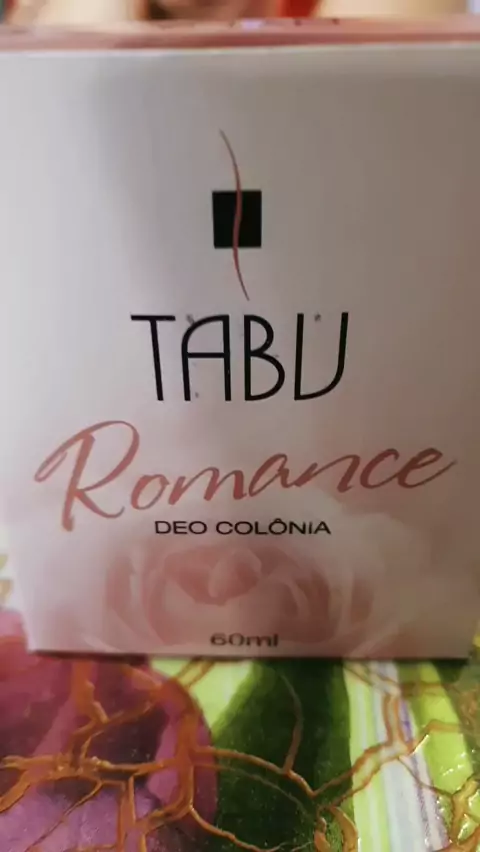 TABU
Romance
DEO COLÔNIA
60ml